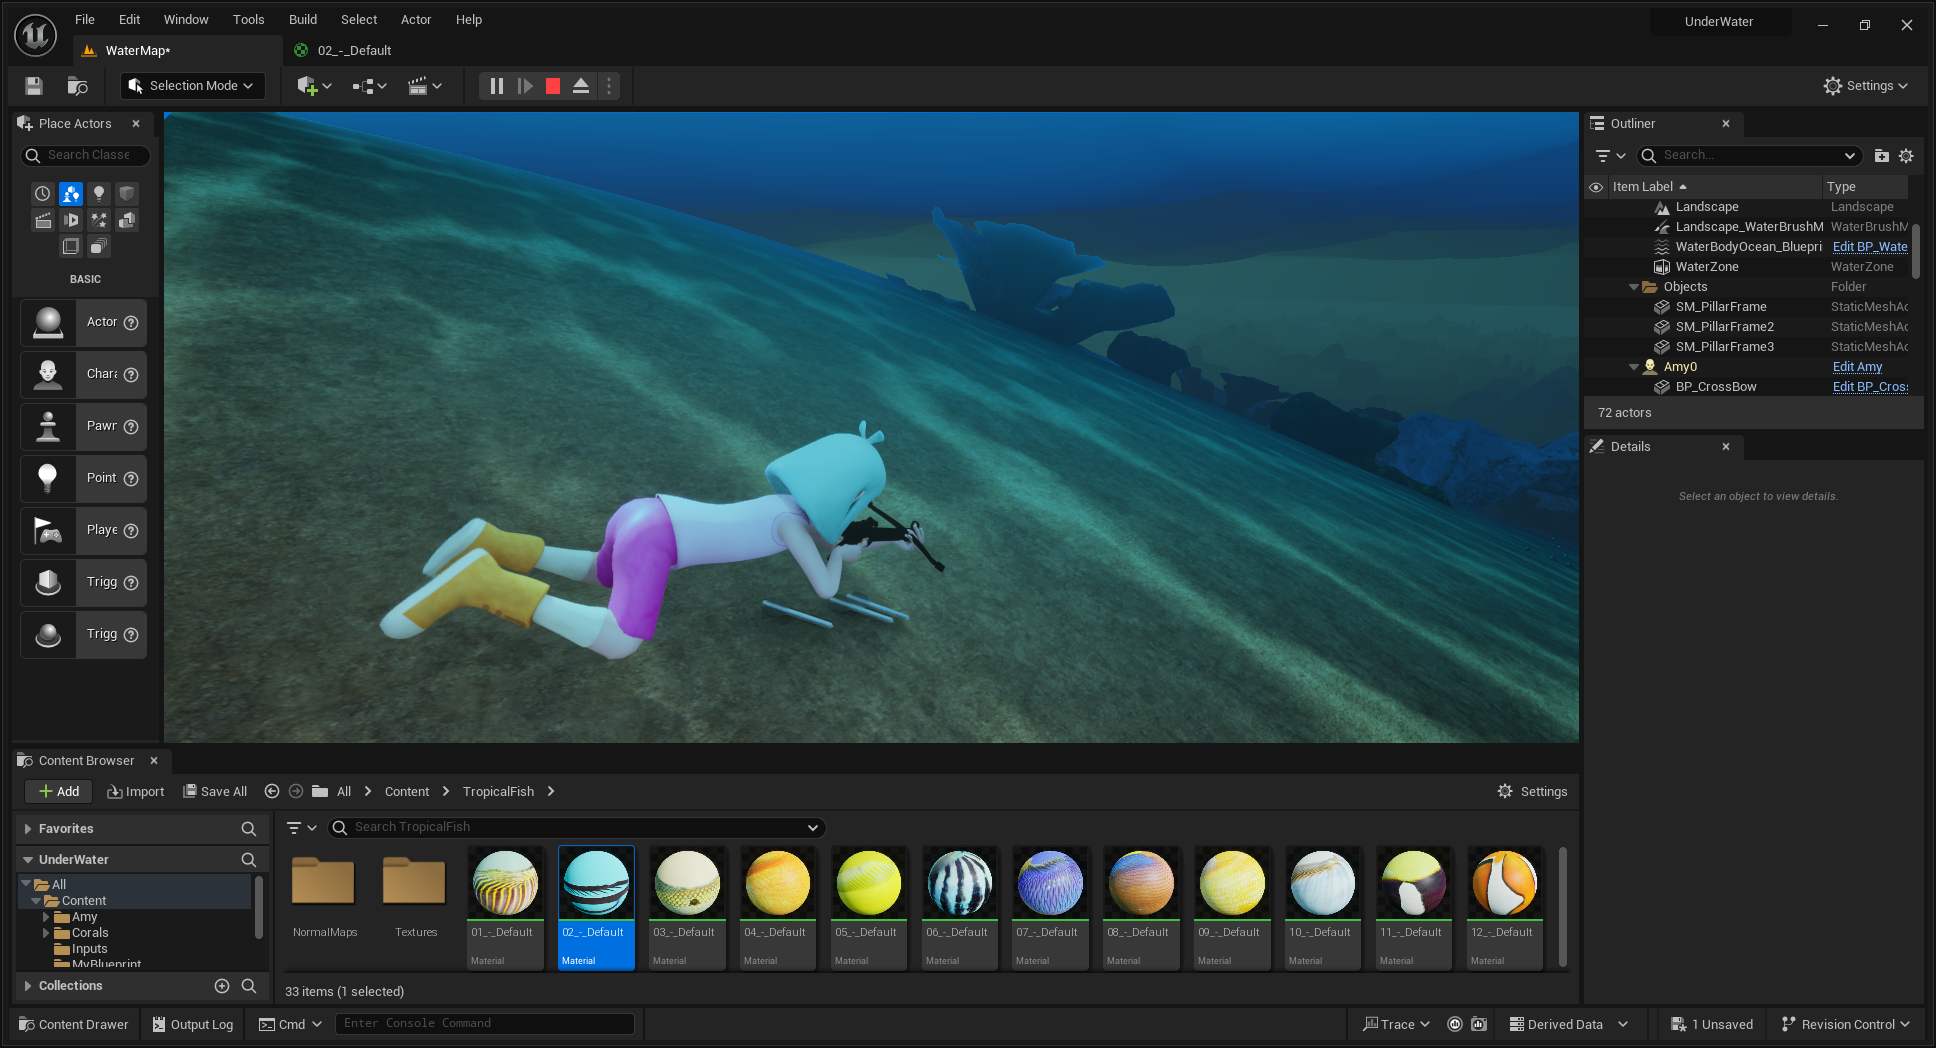 File Edit Window Tools Build Select Actor Help
UnderWater
WaterMap*
02_-_Default
Selection Mode
Settings
Place Actors
Search Classe
BASIC
Actor
Chara
Pawn
Point
Playe
Trigg
Trigg
Outliner
Search...
Item Label Type
Landscape Landscape
Landscape_WaterBrushM WaterBrushM
WaterBodyOcean_Bluepri Edit BP_Wate
WaterZone WaterZone
Objects Folder
SM_PillarFrame StaticMeshAc
SM_PillarFrame2 StaticMeshAc
SM_PillarFrame3 StaticMeshAc
Amy0 Edit Amy
BP_CrossBow Edit BP_Cross
72 actors
Details
Select an object to view details.
Content Browser
Add Import Save All All Content TropicalFish Settings
Favorites
Search TropicalFish
UnderWater
All
Content
Amy
Corals
Inputs
MyBlueprint
Collections
NormalMaps
Textures
01_-_Default
Material
02_-_Default
Material
03_-_Default
Material
04_-_Default
Material
05_-_Default
Material
06_-_Default
Material
07_-_Default
Material
08_-_Default
Material
09_-_Default
Material
10_-_Default
Material
11_-_Default
Material
12_-_Default
Material
33 items (1 selected)
Content Drawer Output Log Cmd Enter Console Command Trace Derived Data 1 Unsaved Revision Control